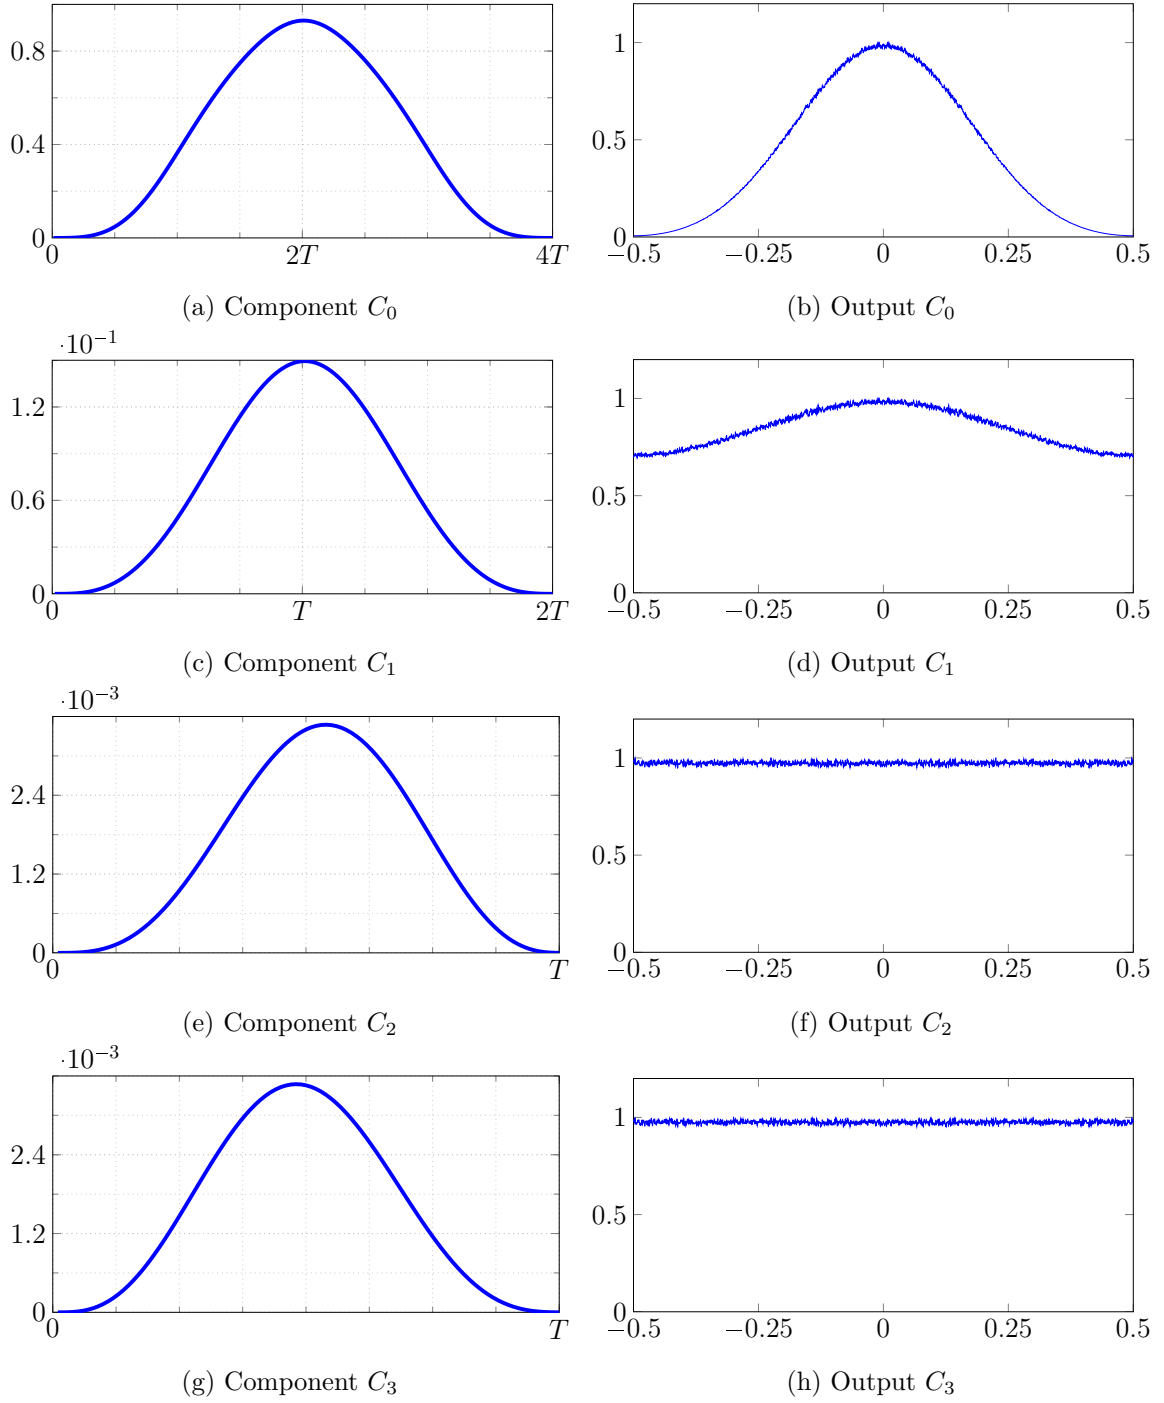 0.8
0.4
0
0 2T 4T
(a) Component C₀
1
0.5
0
−0.5 −0.25 0 0.25 0.5
(b) Output C₀
·10⁻¹
1.2
0.6
0
0 T 2T
(c) Component C₁
1
0.5
0
−0.5 −0.25 0 0.25 0.5
(d) Output C₁
·10⁻³
2.4
1.2
0
0 T
(e) Component C₂
1
0.5
0
−0.5 −0.25 0 0.25 0.5
(f) Output C₂
·10⁻³
2.4
1.2
0
0 T
(g) Component C₃
1
0.5
0
−0.5 −0.25 0 0.25 0.5
(h) Output C₃